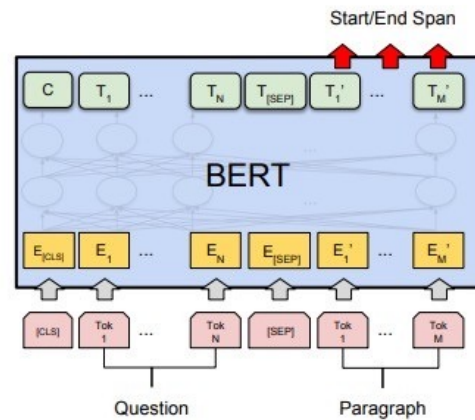 Start/End Span
C T1 ... TN T[SEP] T1' ... TM'
...
BERT
...
E[CLS] E1 ... EN E[SEP] E1' ... EM'
[CLS] Tok 1 ... Tok N [SEP] Tok 1 ... Tok M
Question Paragraph